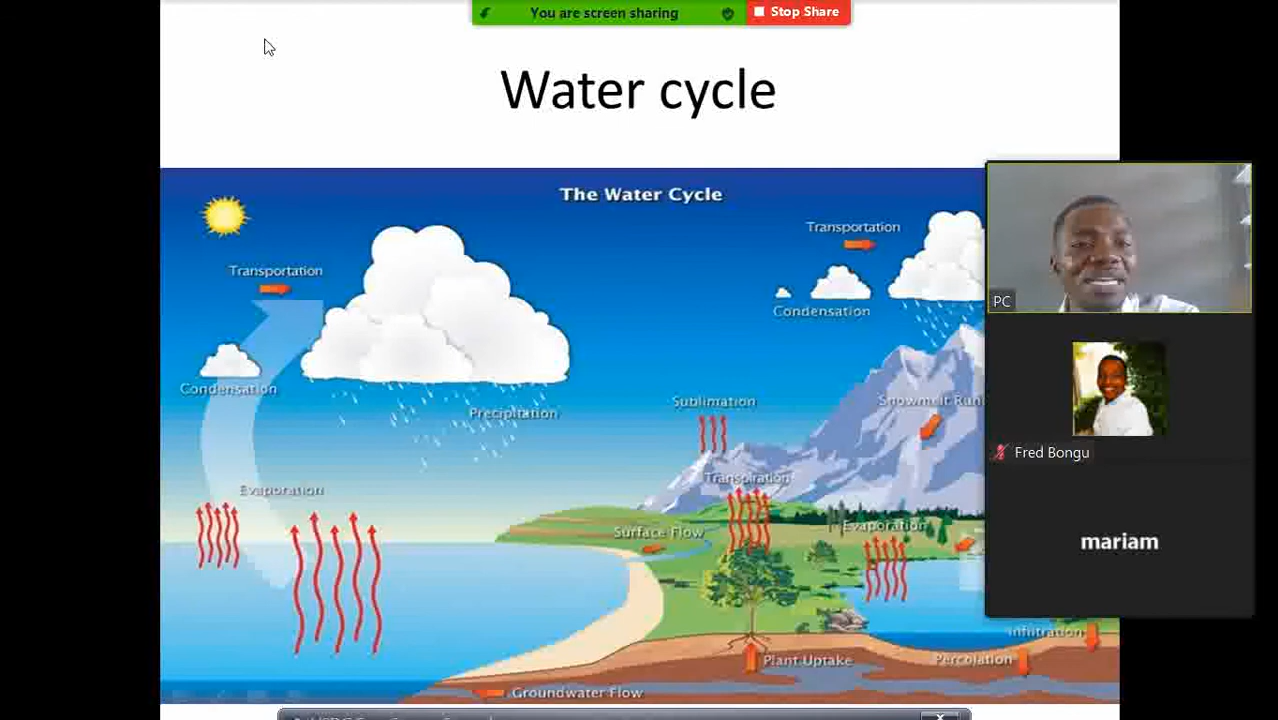 You are screen sharing
Stop Share
Water cycle
The Water Cycle
Transportation
Transportation
Condensation
Condensation
Precipitation
Sublimation
Snowmelt
Transpiration
Evaporation
Evaporation
Surface Flow
Infiltration
Plant Uptake
Percolation
Groundwater Flow
PC
Fred Bongu
mariam